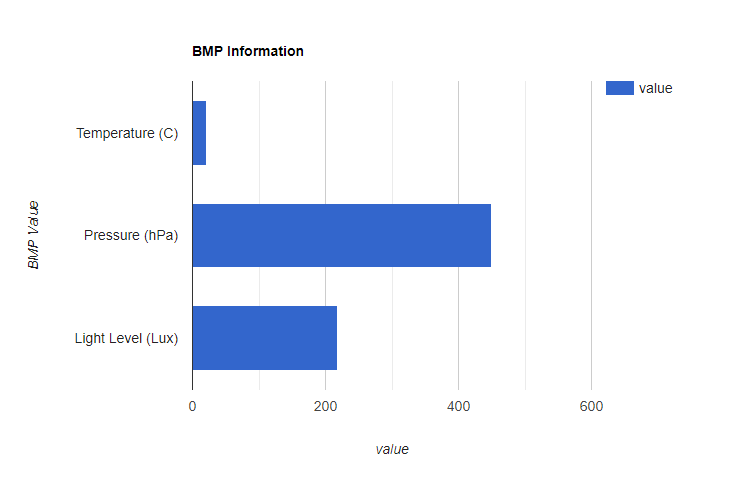 BMP Information
value
Temperature (C)
Pressure (hPa)
Light Level (Lux)
BMP Value
0
200
400
600
value